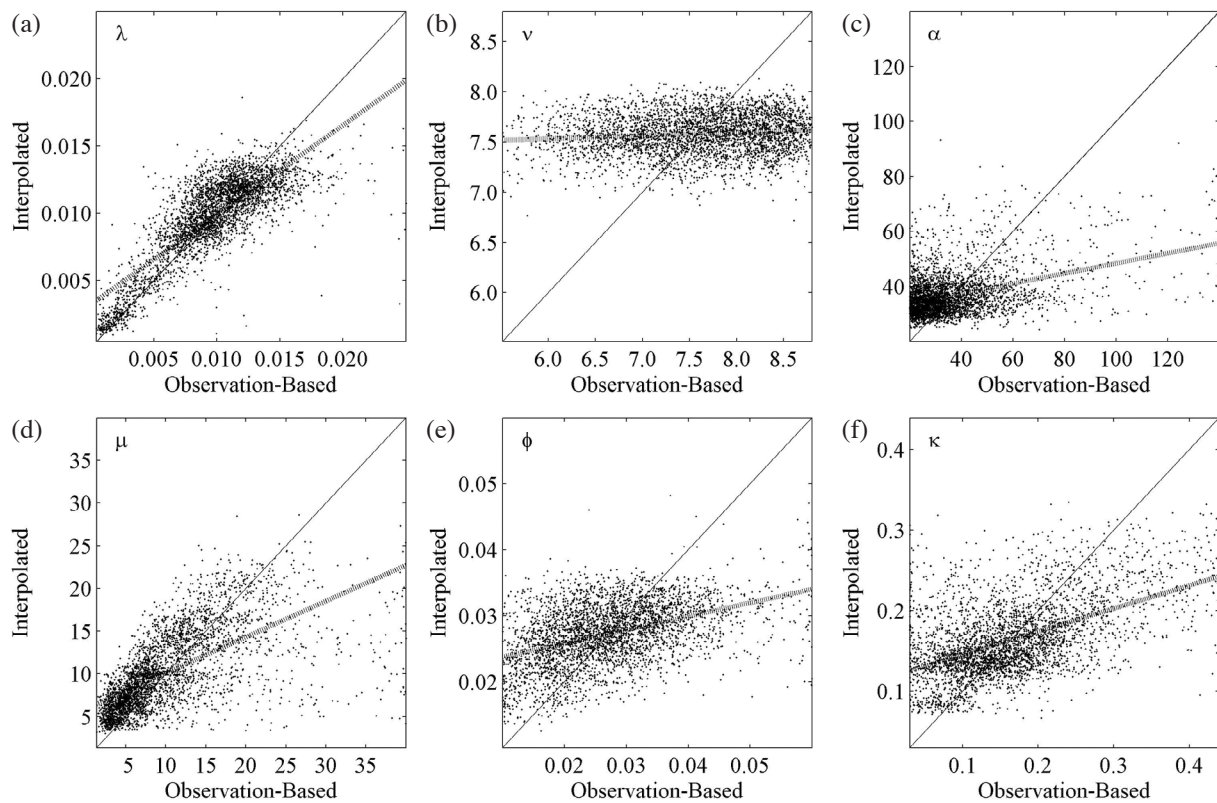 (a)
λ
0.020
0.015
0.010
0.005
Interpolated
0.005 0.010 0.015 0.020
Observation-Based
(b)
ν
8.5
8.0
7.5
7.0
6.5
6.0
Interpolated
6.0 6.5 7.0 7.5 8.0 8.5
Observation-Based
(c)
α
120
100
80
60
40
Interpolated
40 60 80 100 120
Observation-Based
(d)
μ
35
30
25
20
15
10
5
Interpolated
5 10 15 20 25 30 35
Observation-Based
(e)
ϕ
0.05
0.04
0.03
0.02
Interpolated
0.02 0.03 0.04 0.05
Observation-Based
(f)
κ
0.4
0.3
0.2
0.1
Interpolated
0.1 0.2 0.3 0.4
Observation-Based